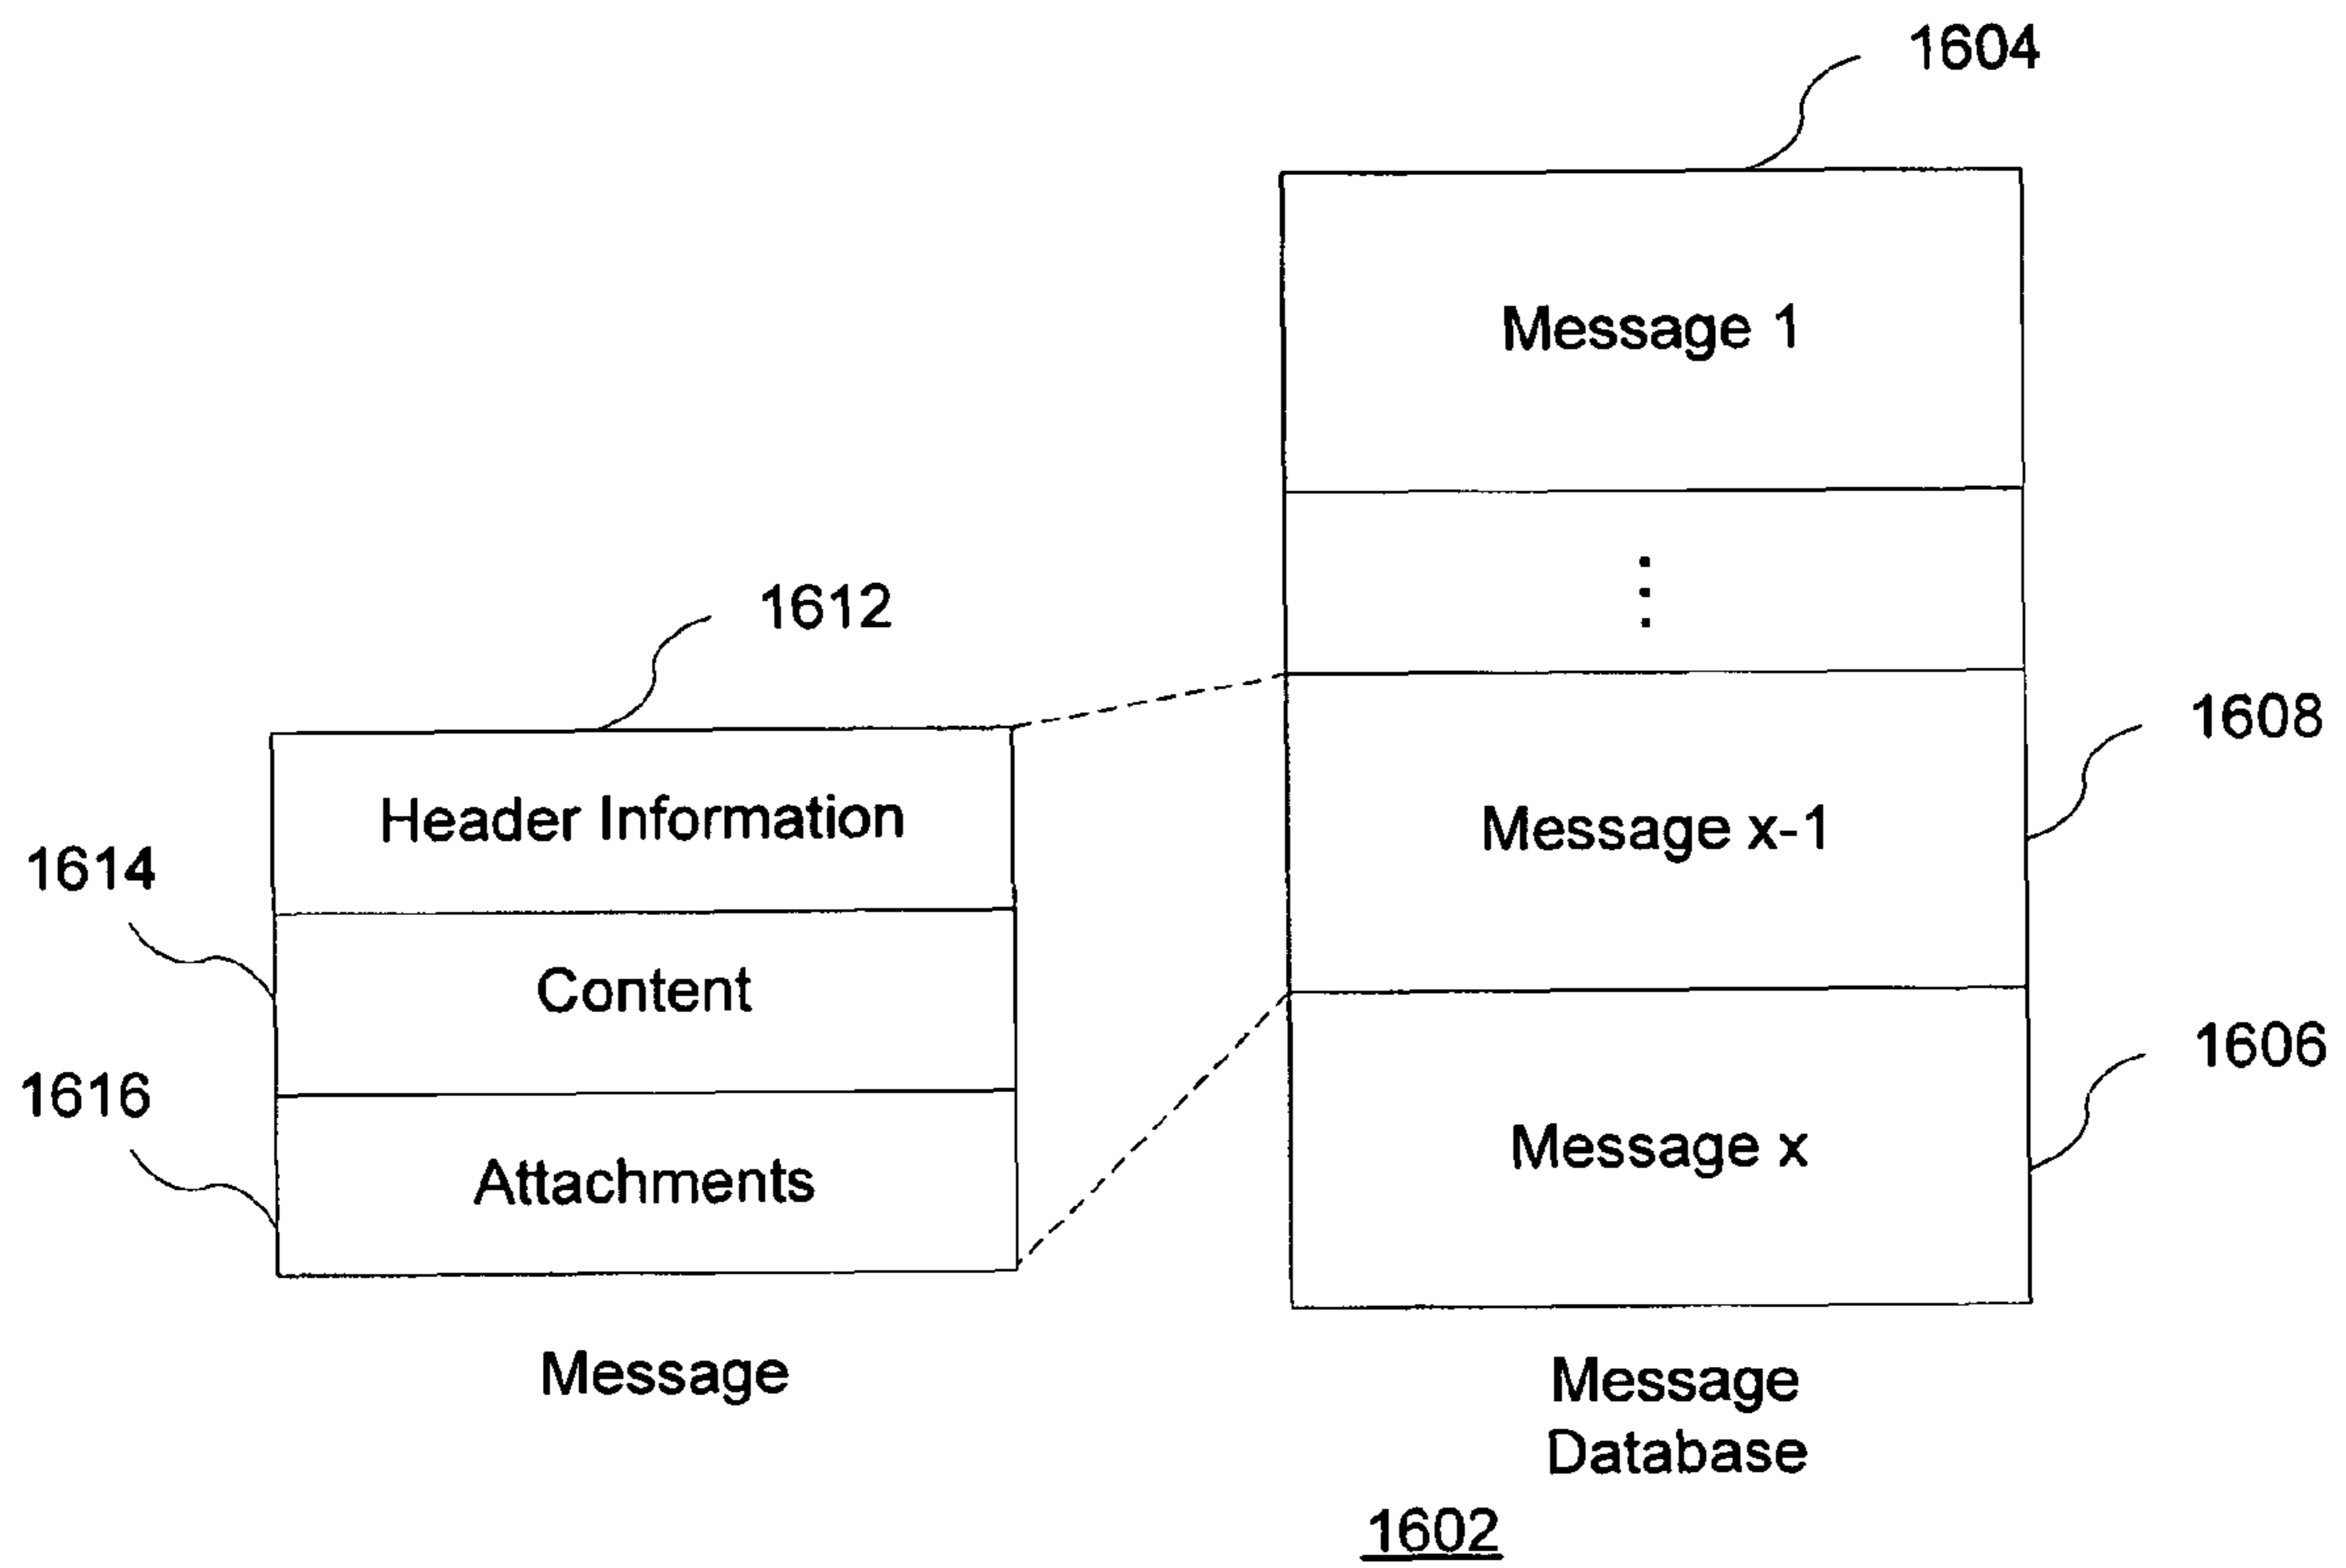 1604
Message 1
⋮
1612
1608
Header Information
Message x-1
1614
Content
1606
1616
Message x
Attachments
Message
Message
Database
1602